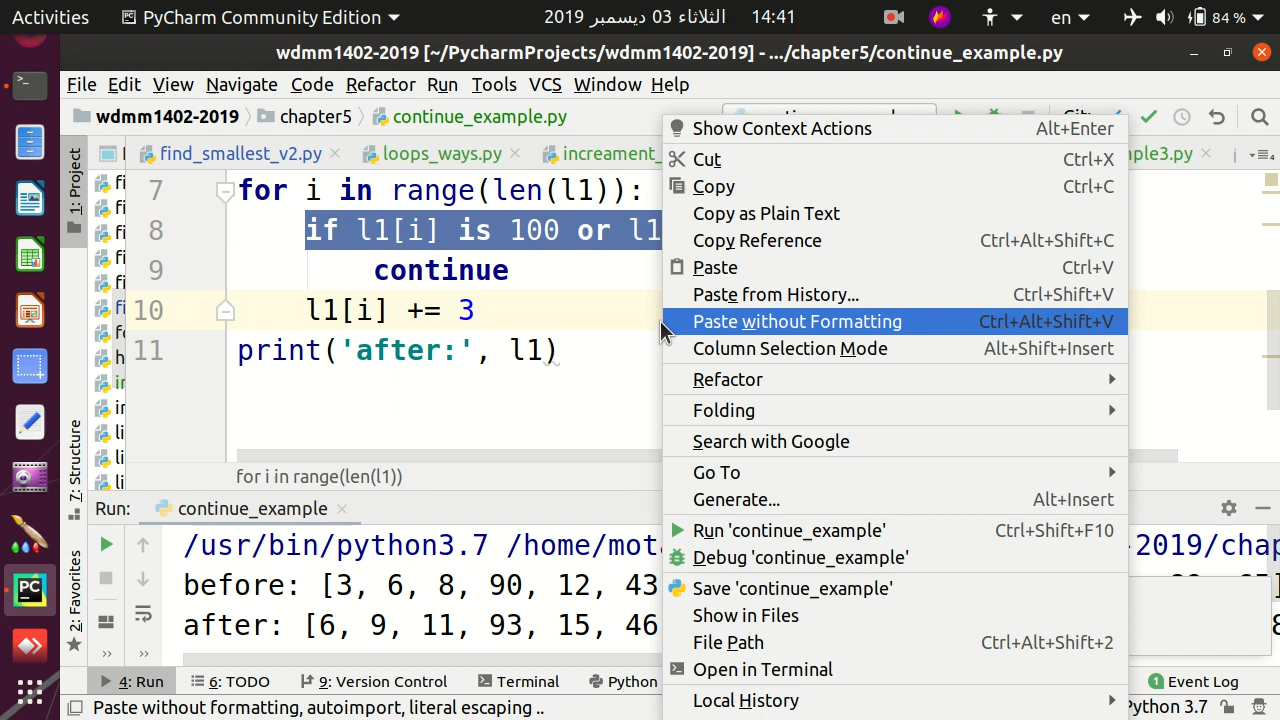 Activities PyCharm Community Edition الثلاثاء 03 ديسمبر 2019 14:41 en 84 %
wdmm1402-2019 [~/PycharmProjects/wdmm1402-2019] - .../chapter5/continue_example.py
File Edit View Navigate Code Refactor Run Tools VCS Window Help
wdmm1402-2019 chapter5 continue_example.py
find_smallest_v2.py loops_ways.py increament_
7 for i in range(len(l1)):
8 if l1[i] is 100 or l1
9 continue
10 l1[i] += 3
11 print('after:', l1)
for i in range(len(l1))
1: Project
7: Structure
2: Favorites
Show Context Actions Alt+Enter
Cut Ctrl+X
Copy Ctrl+C
Copy as Plain Text
Copy Reference Ctrl+Alt+Shift+C
Paste Ctrl+V
Paste from History... Ctrl+Shift+V
Paste without Formatting Ctrl+Alt+Shift+V
Column Selection Mode Alt+Shift+Insert
Refactor
Folding
Search with Google
Go To
Generate... Alt+Insert
Run 'continue_example' Ctrl+Shift+F10
Debug 'continue_example'
Save 'continue_example'
Show in Files
File Path Ctrl+Alt+Shift+2
Open in Terminal
Local History
Run: continue_example
/usr/bin/python3.7 /home/mot
before: [3, 6, 8, 90, 12, 43
after: [6, 9, 11, 93, 15, 46
4: Run 6: TODO 9: Version Control Terminal Python 1 Event Log
Paste without formatting, autoimport, literal escaping .. Python 3.7